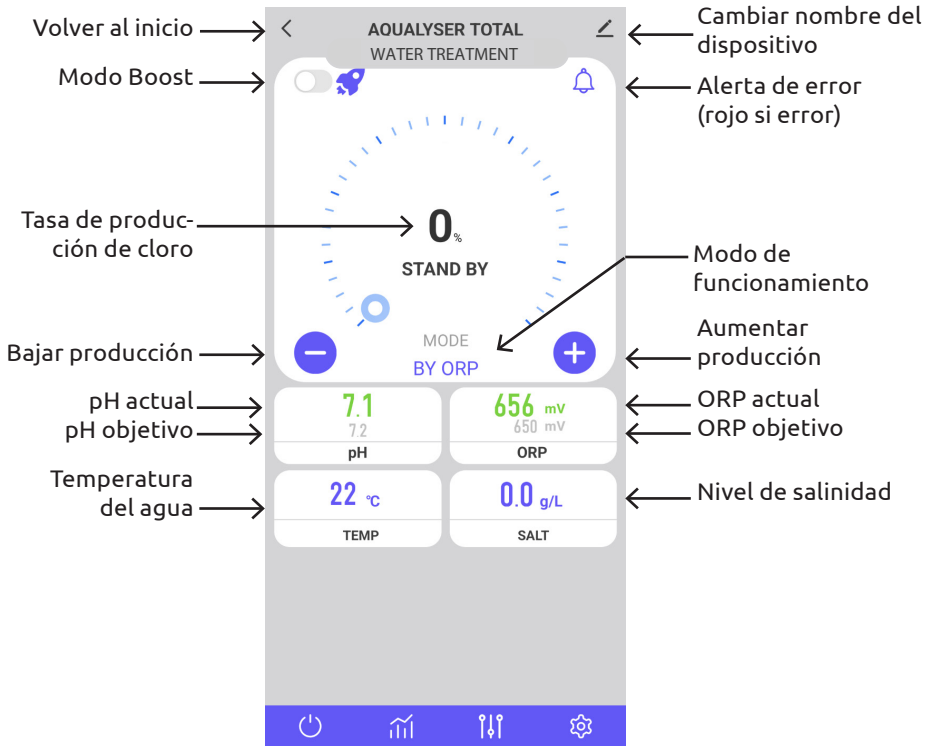 Volver al inicio
Modo Boost
Tasa de produc-
ción de cloro
Bajar producción
pH actual
pH objetivo
Temperatura
del agua
AQUALYSER TOTAL
WATER TREATMENT
0%
STAND BY
MODE
BY ORP
7.1
7.2
pH
656 mV
650 mV
ORP
22 °C
TEMP
0.0 g/L
SALT
Cambiar nombre del
dispositivo
Alerta de error
(rojo si error)
Modo de
funcionamiento
Aumentar
producción
ORP actual
ORP objetivo
Nivel de salinidad